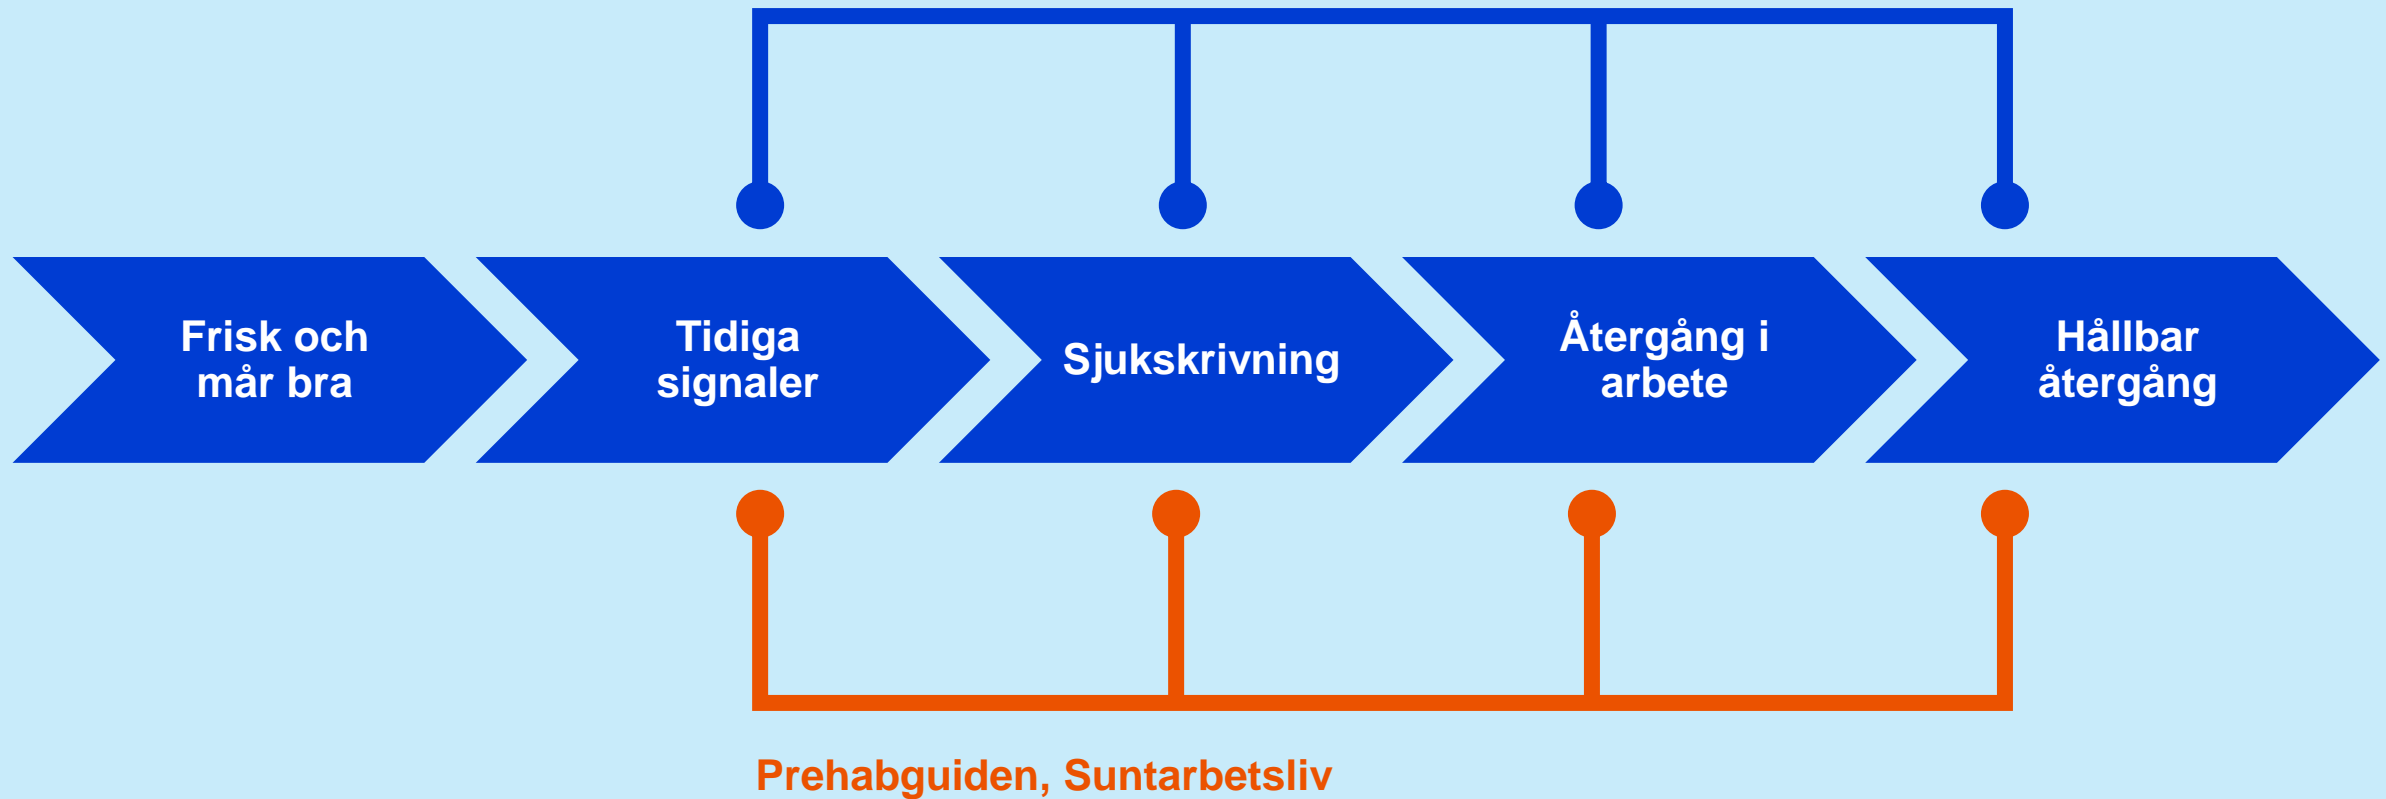 Frisk och
mår bra
Tidiga
signaler
Sjukskrivning
Återgång i
arbete
Hållbar
återgång
Prehabguiden, Suntarbetsliv